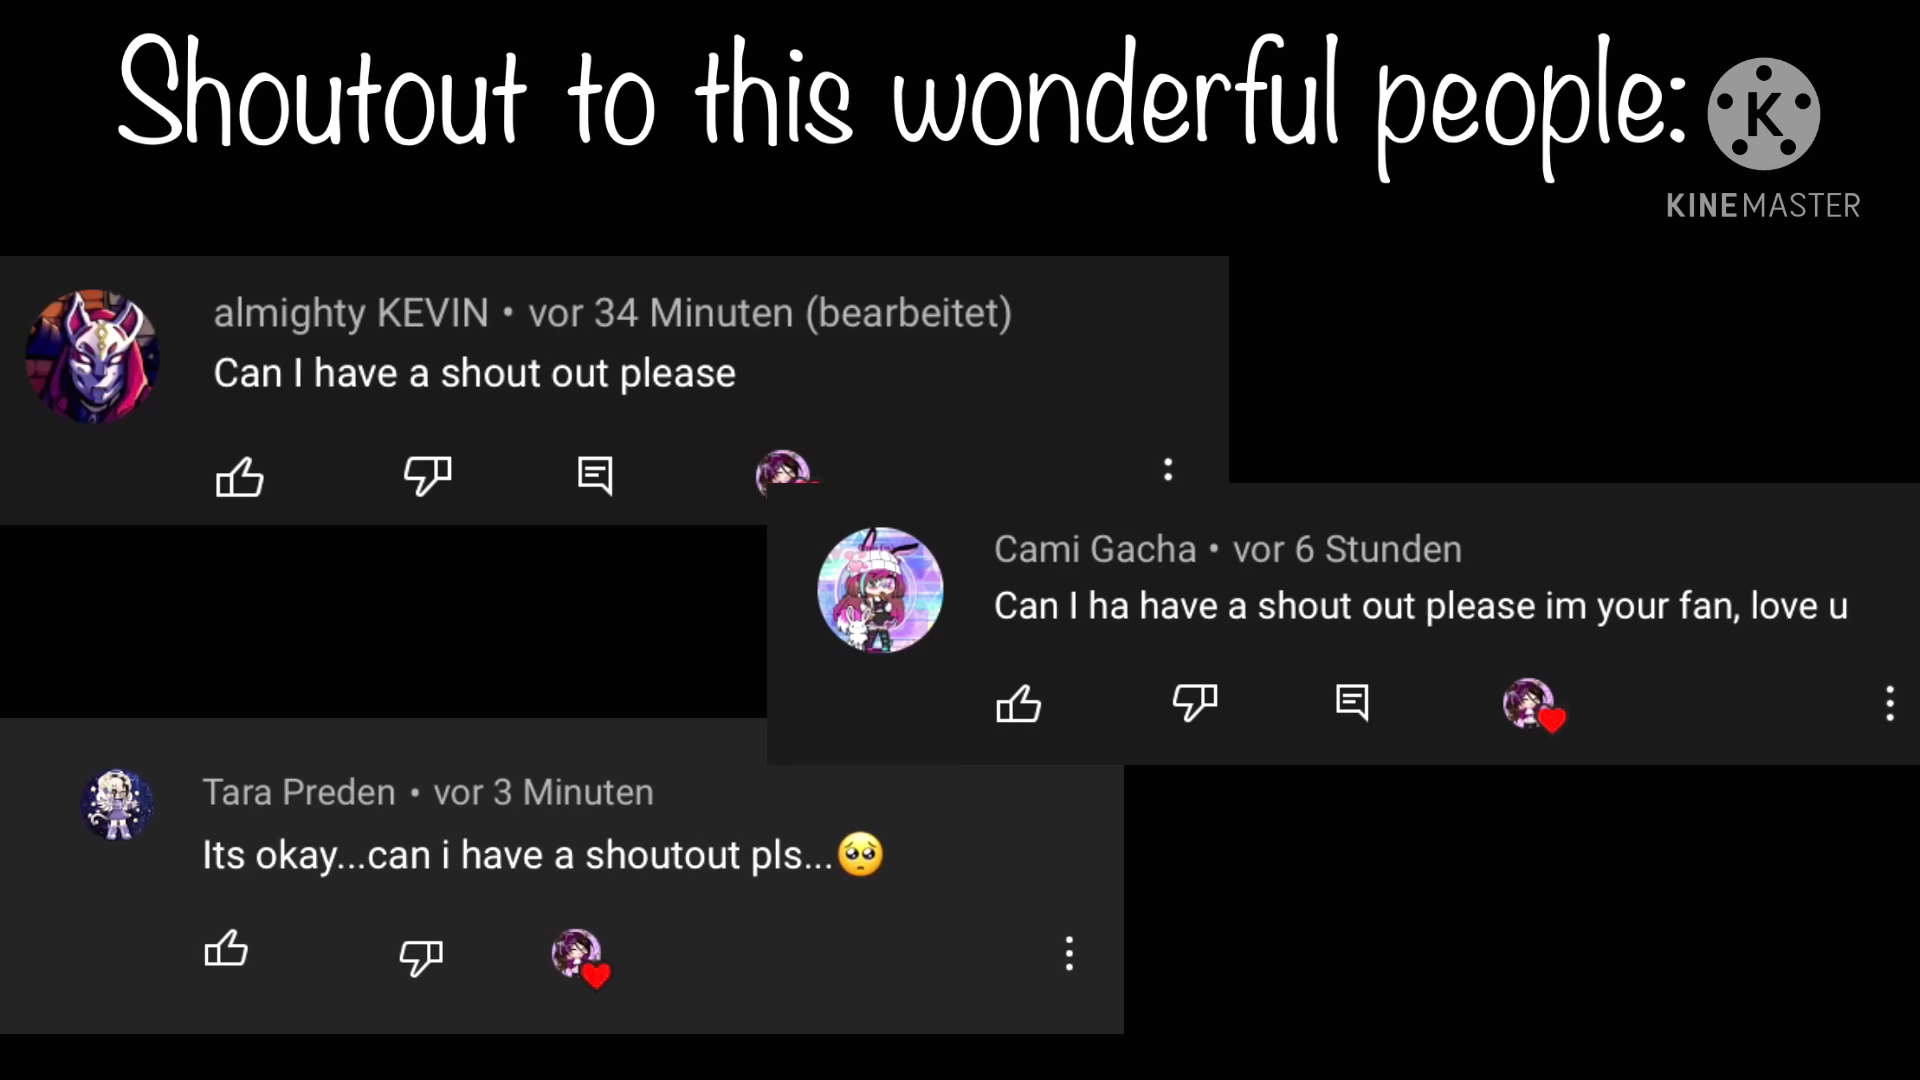 Shoutout to this wonderful people:
K
KINEMASTER
almighty KEVIN • vor 34 Minuten (bearbeitet)
Can I have a shout out please
Cami Gacha • vor 6 Stunden
Can I ha have a shout out please im your fan, love u
Tara Preden • vor 3 Minuten
Its okay...can i have a shoutout pls...🥺